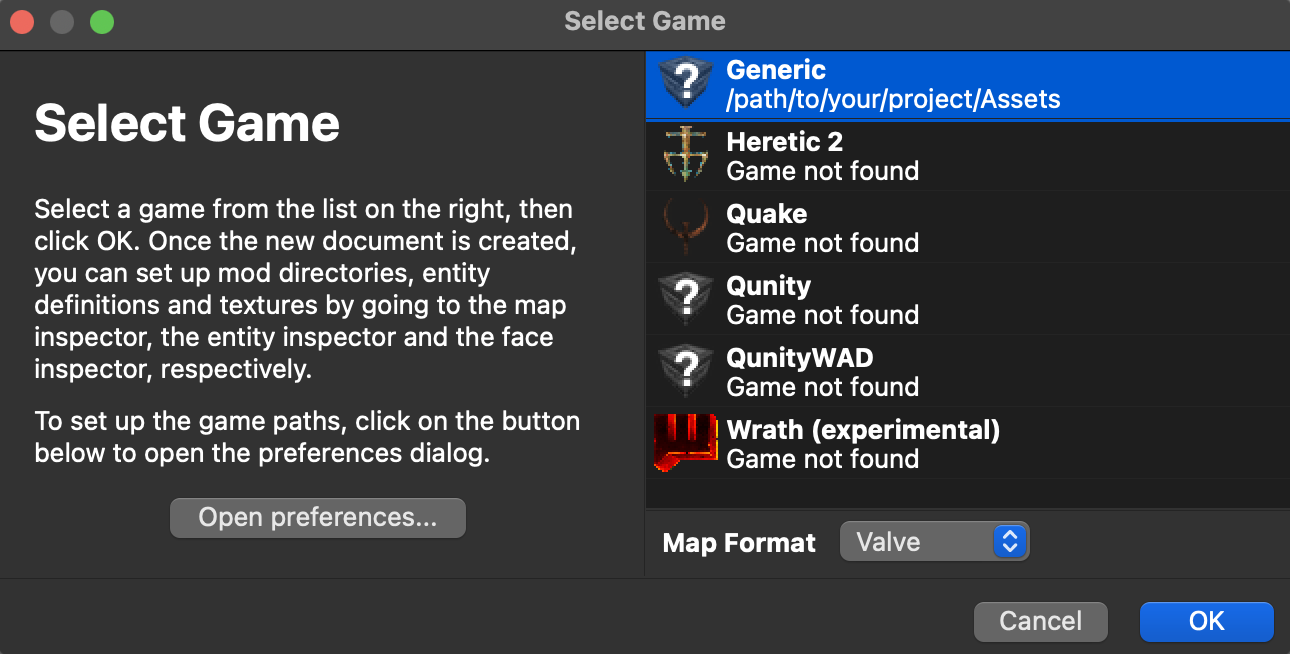 Select Game
Select Game
Select a game from the list on the right, then
click OK. Once the new document is created,
you can set up mod directories, entity
definitions and textures by going to the map
inspector, the entity inspector and the face
inspector, respectively.
To set up the game paths, click on the button
below to open the preferences dialog.
Open preferences...
Generic
/path/to/your/project/Assets
Heretic 2
Game not found
Quake
Game not found
Qunity
Game not found
QunityWAD
Game not found
Wrath (experimental)
Game not found
Map Format
Valve
Cancel
OK